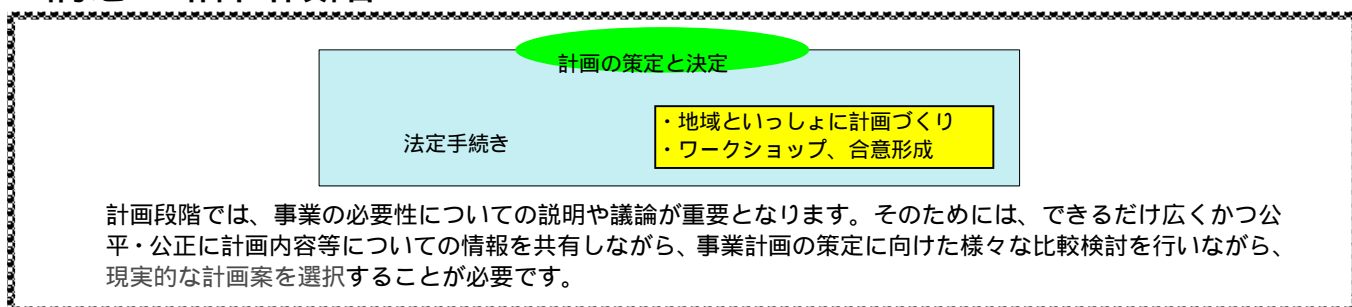 計画の策定と決定
法定手続き
・地域といっしょに計画づくり
・ワークショップ、合意形成
計画段階では、事業の必要性についての説明や議論が重要となります。そのためには、できるだけ広くかつ公
平・公正に計画内容等についての情報を共有しながら、事業計画の策定に向けた様々な比較検討を行いながら、
現実的な計画案を選択することが必要です。